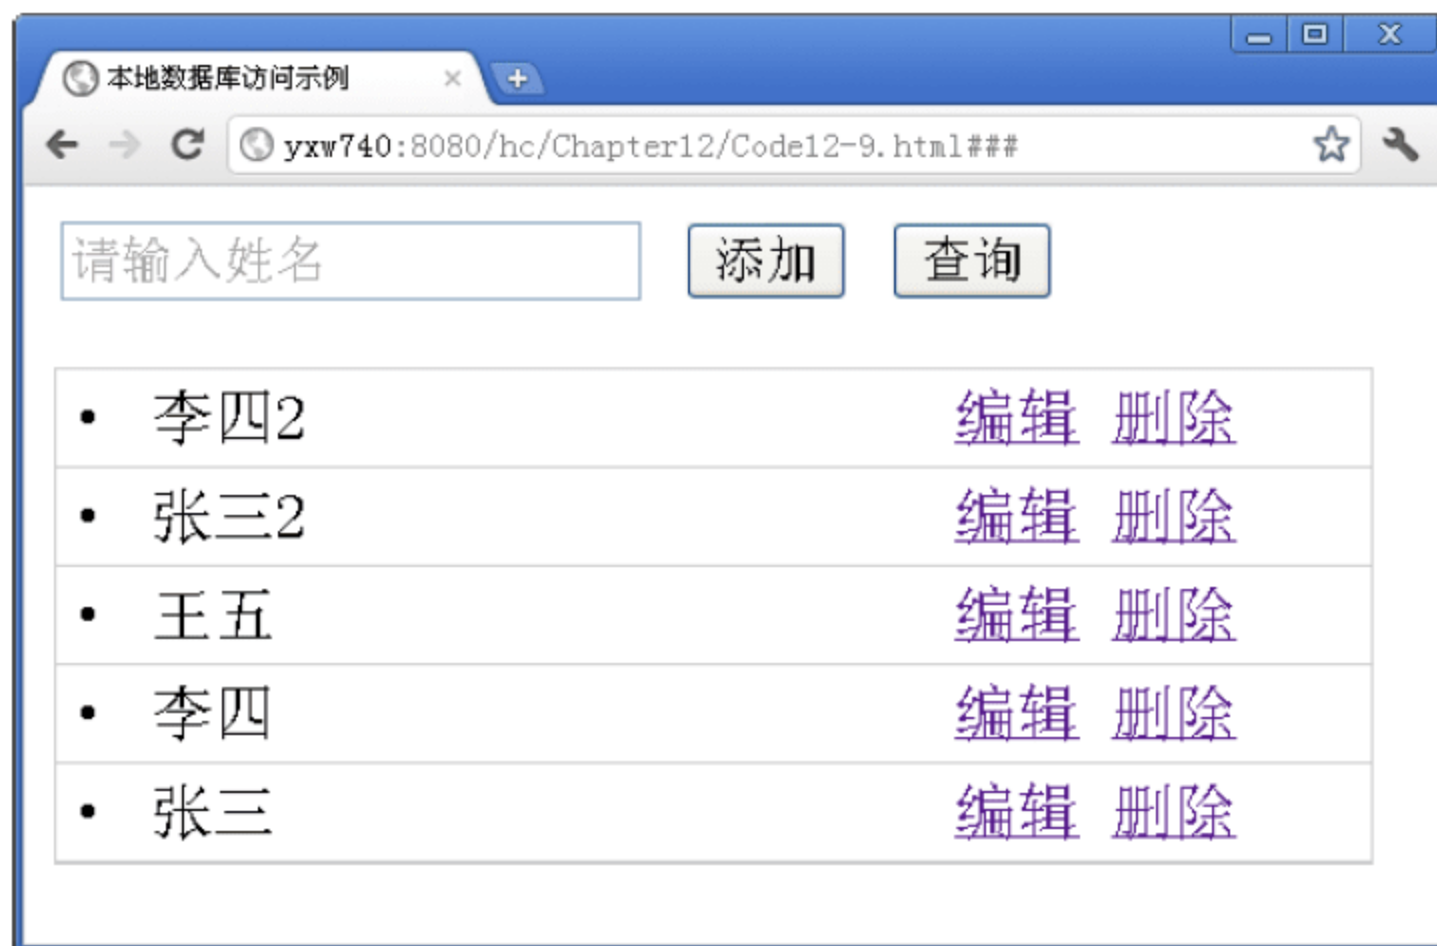 本地数据库访问示例
yxw740:8080/hc/Chapter12/Code12-9.html###
请输入姓名 添加 查询
• 李四2 编辑 删除
• 张三2 编辑 删除
• 王五 编辑 删除
• 李四 编辑 删除
• 张三 编辑 删除